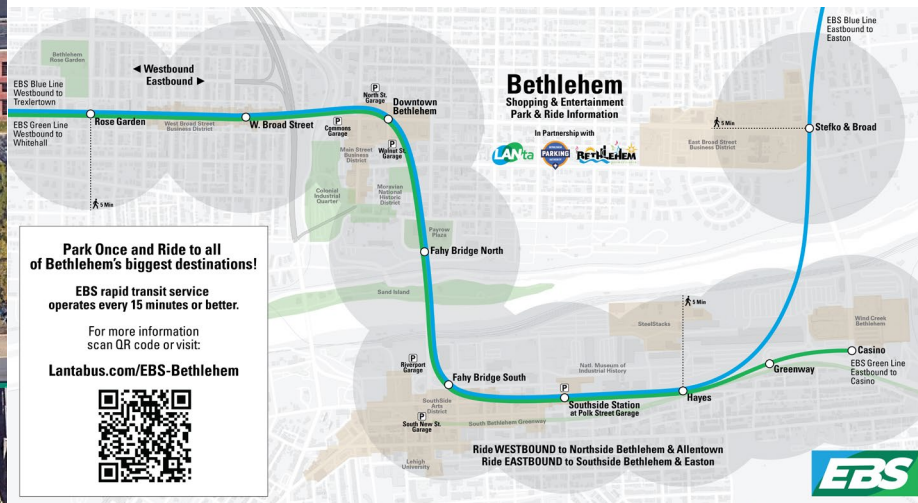 Bethlehem
Rose Garden
◄ Westbound
Eastbound ►
EBS Blue Line
Westbound to
Trexlertown
EBS Green Line
Westbound to
Whitehall
Rose Garden
West Broad Street
Business District
W. Broad Street
P
North St.
Garage
Downtown
Bethlehem
P
Commons
Garage
P
Walnut St.
Garage
Main Street
Business
District
Colonial
Industrial
Quarter
Moravian
National
Historic
District
Payrow
Plaza
5 Min
Bethlehem
Shopping & Entertainment
Park & Ride Information
In Partnership with
LANta
PARKING
BETHLEHEM
EBS Blue Line
Eastbound to
Easton
5 Min
Stefko & Broad
East Broad Street
Business District
Fahy Bridge North
Sand Island
5 Min
SteelStacks
Wind Creek
Bethlehem
Casino
EBS Green Line
Eastbound to
Casino
Greenway
Hayes
Natl. Museum of
Industrial History
P
Riverport
Garage
Fahy Bridge South
P
Southside Station
at Polk Street Garage
SouthSide
Arts
District
P
South New St.
Garage
South Bethlehem Greenway
Lehigh
University
Ride WESTBOUND to Northside Bethlehem & Allentown
Ride EASTBOUND to Southside Bethlehem & Easton
Park Once and Ride to all
of Bethlehem's biggest destinations!
EBS rapid transit service
operates every 15 minutes or better.
For more information
scan QR code or visit:
Lantabus.com/EBS-Bethlehem
EBS